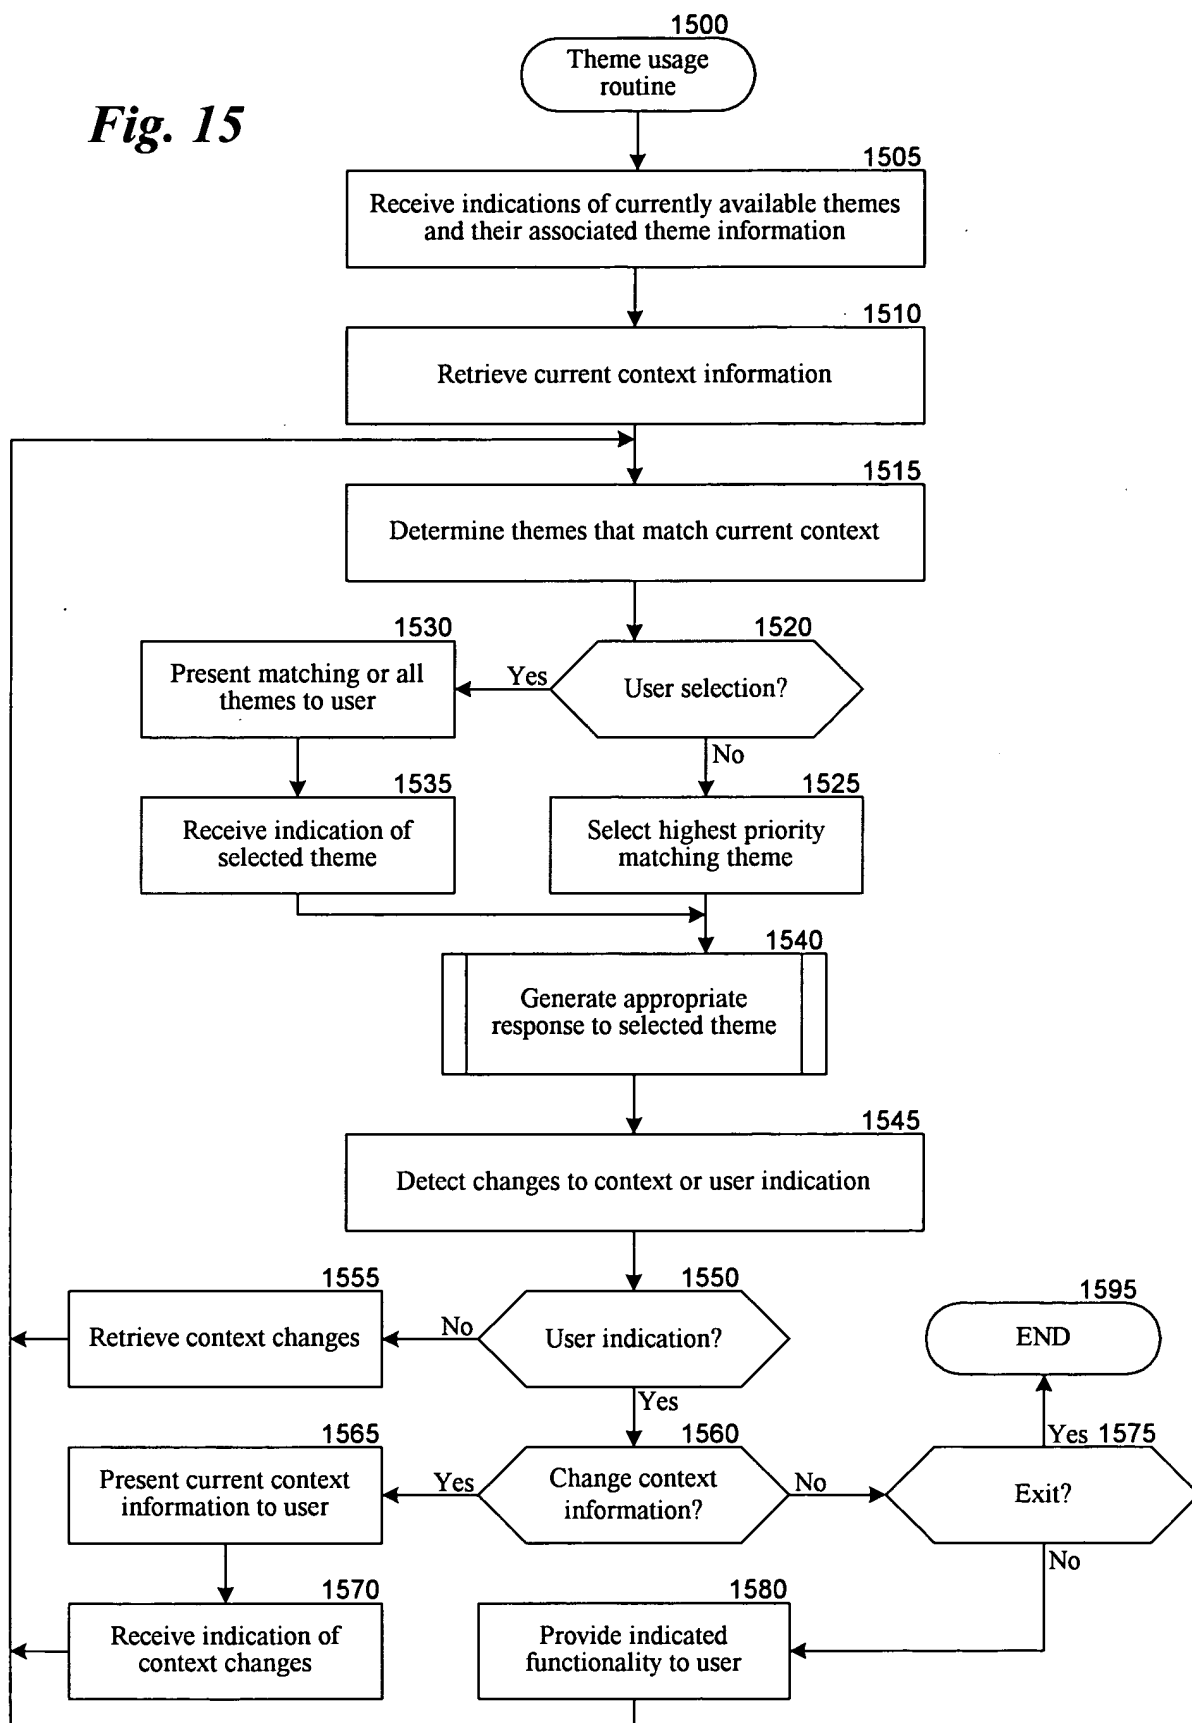 Fig. 15
1500
Theme usage
routine
1505
Receive indications of currently available themes
and their associated theme information
1510
Retrieve current context information
1515
Determine themes that match current context
1530
Present matching or all
themes to user
Yes
1520
User selection?
No
1535
Receive indication of
selected theme
1525
Select highest priority
matching theme
1540
Generate appropriate
response to selected theme
1545
Detect changes to context or user indication
1555
Retrieve context changes
No
1550
User indication?
Yes
1595
END
1565
Present current context
information to user
Yes
1560
Change context
information?
No
Yes 1575
Exit?
No
1570
Receive indication of
context changes
1580
Provide indicated
functionality to user